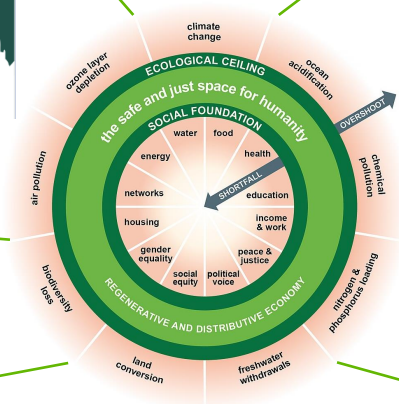 climate
change
ocean
acidification
chemical
pollution
nitrogen &
phosphorus loading
freshwater
withdrawals
land
conversion
biodiversity
loss
air pollution
ozone layer
depletion
OVERSHOOT
ECOLOGICAL CEILING
the safe and just space for humanity
SOCIAL FOUNDATION
water
food
health
SHORTFALL
education
income
& work
peace &
justice
political
voice
social
equity
gender
equality
housing
networks
energy
REGENERATIVE AND DISTRIBUTIVE ECONOMY